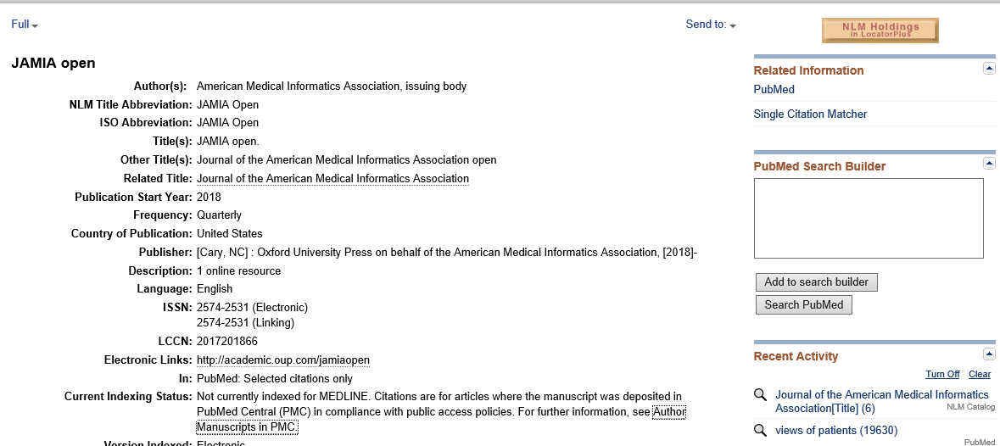 Full
Send to:
NLM Holdings
in LocatorPlus
JAMIA open
Author(s): American Medical Informatics Association, issuing body
NLM Title Abbreviation: JAMIA Open
ISO Abbreviation: JAMIA Open
Title(s): JAMIA open.
Other Title(s): Journal of the American Medical Informatics Association open
Related Title: Journal of the American Medical Informatics Association
Publication Start Year: 2018
Frequency: Quarterly
Country of Publication: United States
Publisher: [Cary, NC] : Oxford University Press on behalf of the American Medical Informatics Association, [2018]-
Description: 1 online resource
Language: English
ISSN: 2574-2531 (Electronic)
2574-2531 (Linking)
LCCN: 2017201866
Electronic Links: http://academic.oup.com/jamiaopen
In: PubMed: Selected citations only
Current Indexing Status: Not currently indexed for MEDLINE. Citations are for articles where the manuscript was deposited in
PubMed Central (PMC) in compliance with public access policies. For further information, see Author
Manuscripts in PMC.
Version Indexed: Electronic
Related Information
PubMed
Single Citation Matcher
PubMed Search Builder
Add to search builder
Search PubMed
Recent Activity
Turn Off Clear
Journal of the American Medical Informatics
Association[Title] (6)
NLM Catalog
views of patients (19630)
PubMed